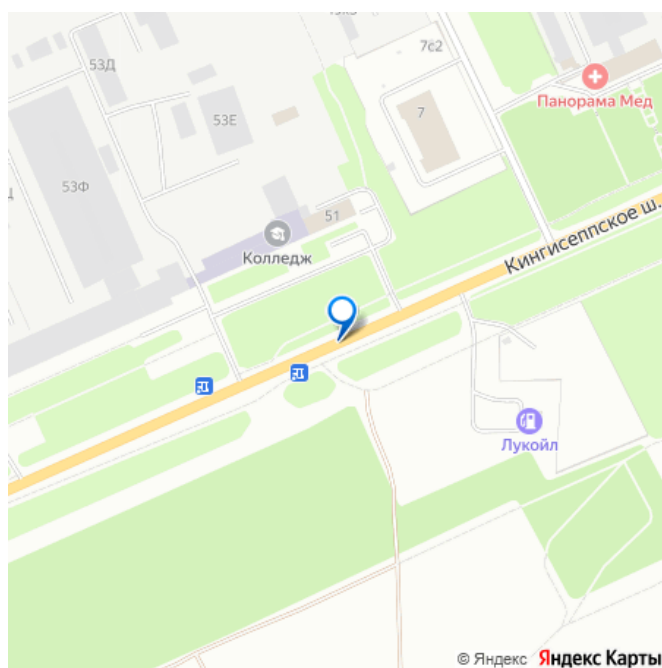 7с2
53Д
Панорама Мед
7
53Е
53Ф
51
Колледж
Кингисеппское ш.
Лукойл
© Яндекс Яндекс Карты